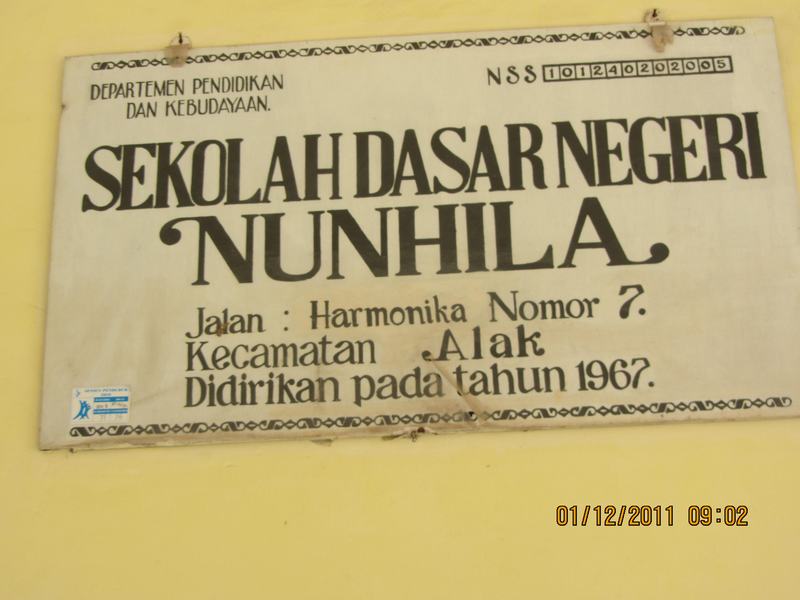 DEPARTEMEN PENDIDIKAN
DAN KEBUDAYAAN.
NSS 101240202005
SEKOLAH DASAR NEGERI
NUNHILA
Jalan : Harmonika Nomor 7.
Kecamatan Alak
Didirikan pada tahun 1967.
01/12/2011 09:02